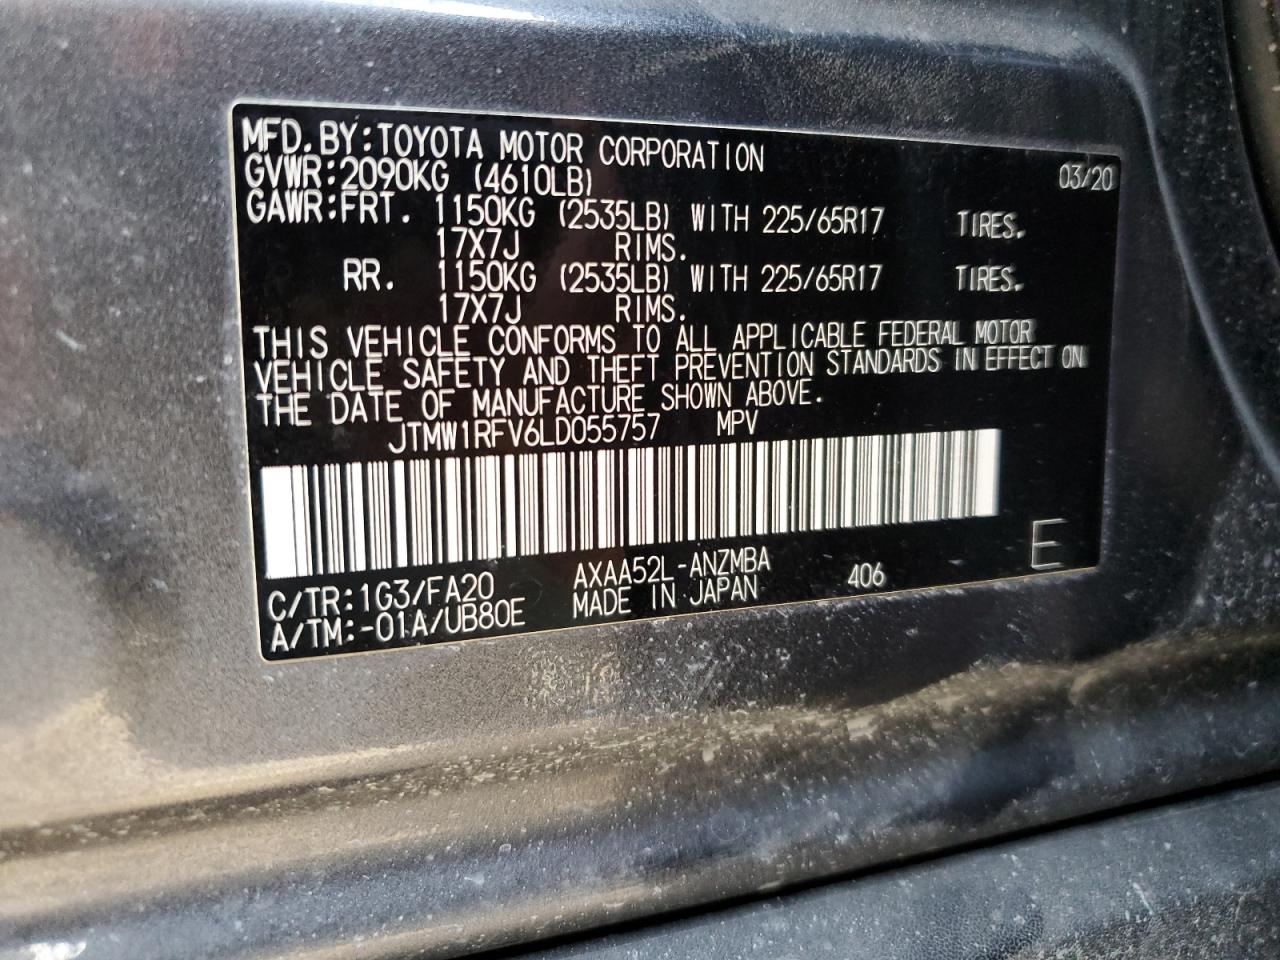 MFD. BY: TOYOTA MOTOR CORPORATION 03/20
GVWR: 2090KG (4610LB)
GAWR: FRT. 1150KG (2535LB) WITH 225/65R17 TIRES.
17X7J RIMS.
RR. 1150KG (2535LB) WITH 225/65R17 TIRES.
17X7J RIMS.
THIS VEHICLE CONFORMS TO ALL APPLICABLE FEDERAL MOTOR
VEHICLE SAFETY AND THEFT PREVENTION STANDARDS IN EFFECT ON
THE DATE OF MANUFACTURE SHOWN ABOVE.
JTMW1RFV6LD055757 MPV
C/TR: 1G3/FA20 AXAA52L-ANZMBA 406 E
A/TM: -01A/UB80E MADE IN JAPAN